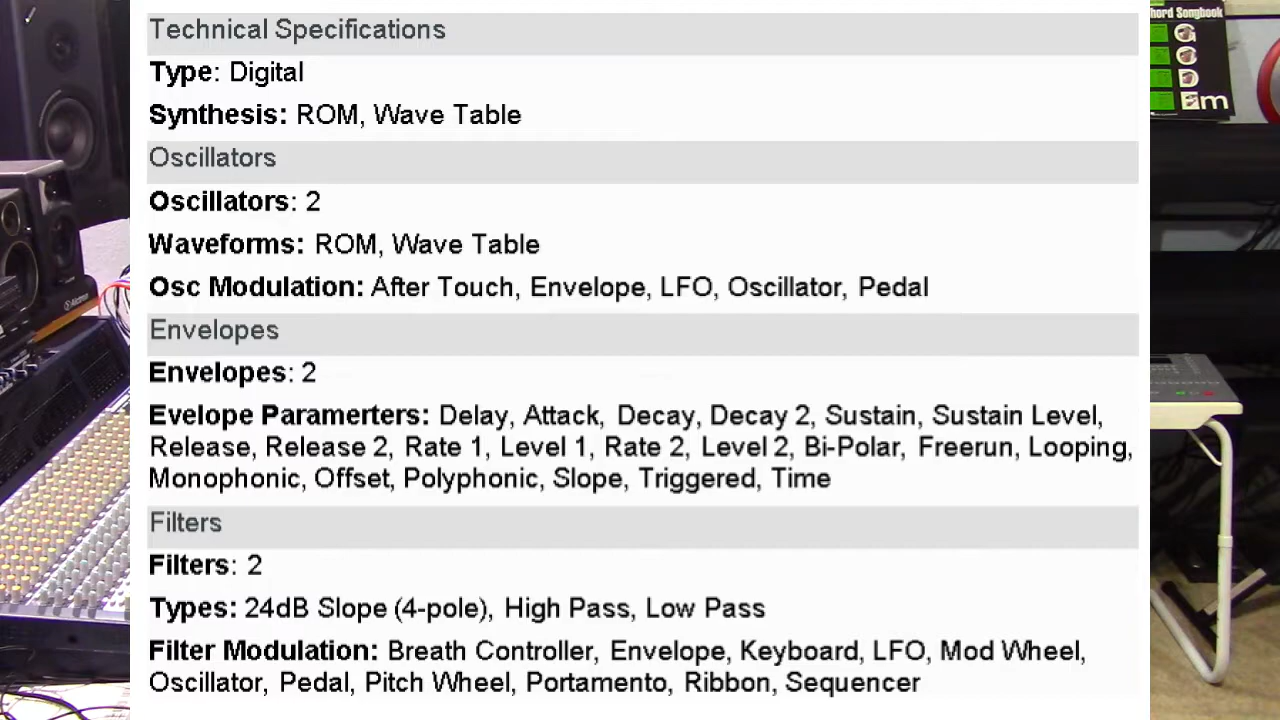 Technical Specifications
Type: Digital
Synthesis: ROM, Wave Table
Oscillators
Oscillators: 2
Waveforms: ROM, Wave Table
Osc Modulation: After Touch, Envelope, LFO, Oscillator, Pedal
Envelopes
Envelopes: 2
Evelope Paramerters: Delay, Attack, Decay, Decay 2, Sustain, Sustain Level,
Release, Release 2, Rate 1, Level 1, Rate 2, Level 2, Bi-Polar, Freerun, Looping,
Monophonic, Offset, Polyphonic, Slope, Triggered, Time
Filters
Filters: 2
Types: 24dB Slope (4-pole), High Pass, Low Pass
Filter Modulation: Breath Controller, Envelope, Keyboard, LFO, Mod Wheel,
Oscillator, Pedal, Pitch Wheel, Portamento, Ribbon, Sequencer
Songbook
G
C
D
Em